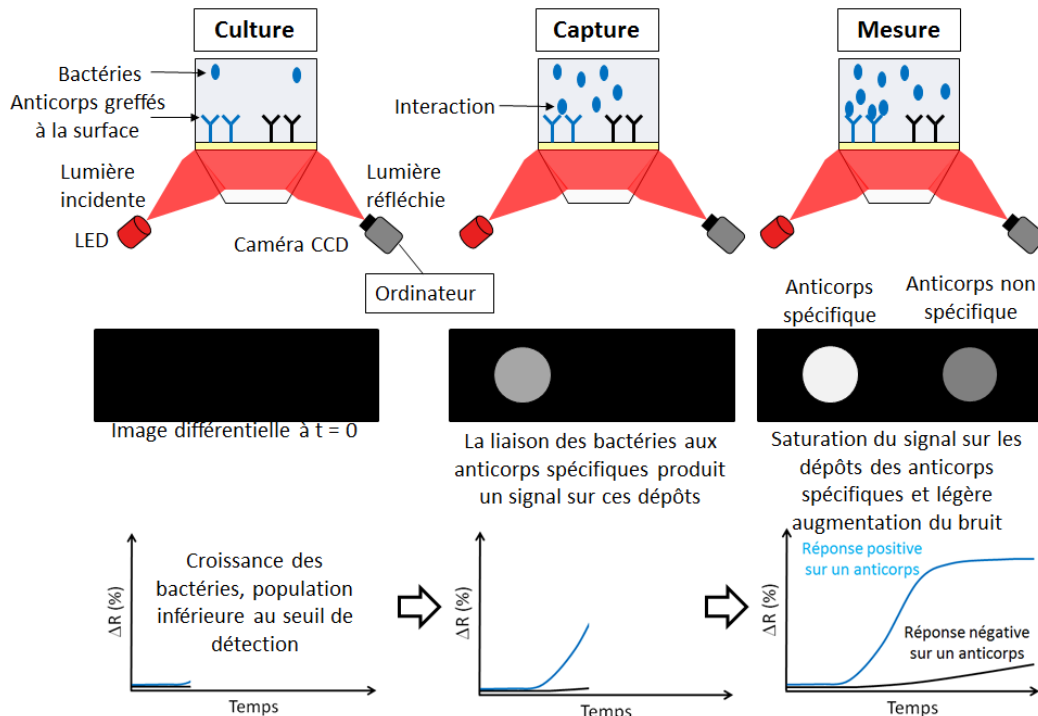 Culture
Capture
Mesure
Bactéries
Anticorps greffés
à la surface
Interaction
Lumière
incidente
Lumière
réfléchie
LED
Caméra CCD
Ordinateur
Anticorps
spécifique
Anticorps non
spécifique
Image différentielle à t = 0
La liaison des bactéries aux
anticorps spécifiques produit
un signal sur ces dépôts
Saturation du signal sur les
dépôts des anticorps
spécifiques et légère
augmentation du bruit
ΔR (%)
Croissance des
bactéries, population
inférieure au seuil de
détection
Temps
ΔR (%)
Temps
ΔR (%)
Réponse positive
sur un anticorps
Réponse négative
sur un anticorps
Temps